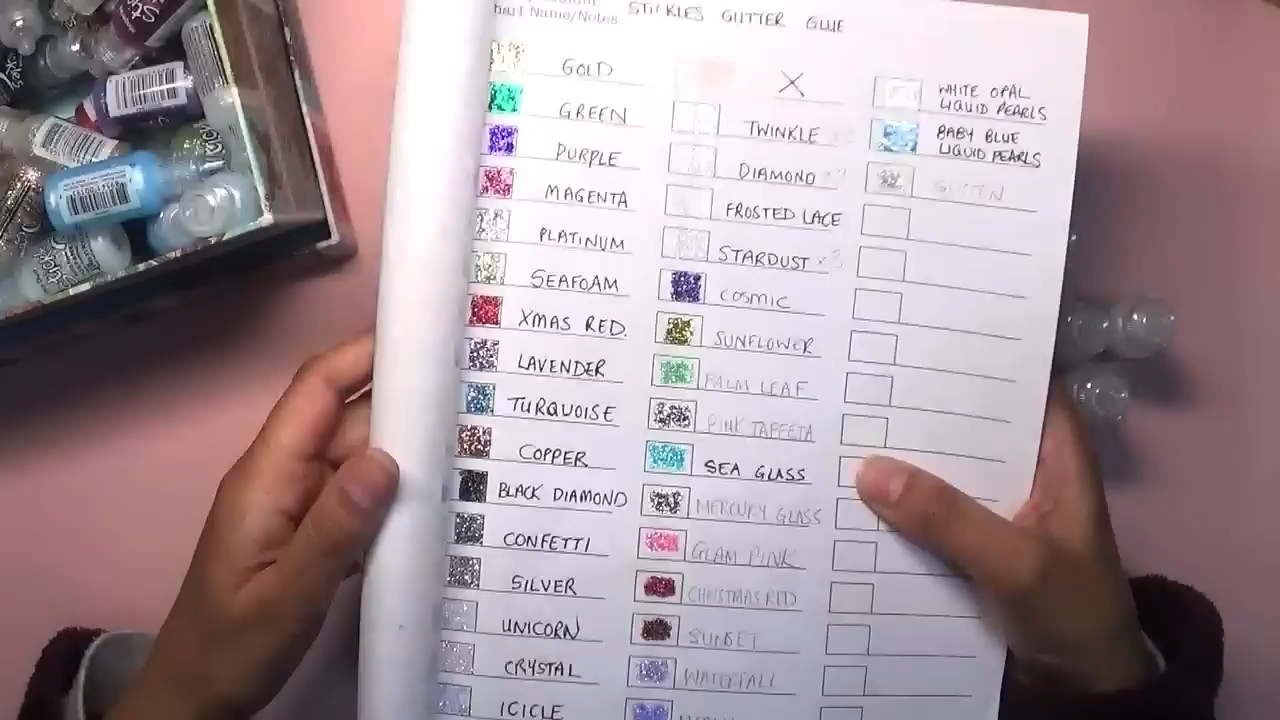 STICKLES GLITTER GLUE
Name/Notes
GOLD
GREEN
PURPLE
MAGENTA
PLATINUM
SEAFOAM
XMAS RED.
LAVENDER
TURQUOISE
COPPER
BLACK DIAMOND
CONFETTI
SILVER
UNICORN
CRYSTAL
ICICLE
X
TWINKLE
DIAMOND
FROSTED LACE
STARDUST
COSMIC
SUNFLOWER
PALM LEAF
PINK TAFFETA
SEA GLASS
MERCURY GLASS
GLAM PINK
CHRISTMAS RED
SUNSET
WATERFALL
WHITE OPAL
LIQUID PEARLS
BABY BLUE
LIQUID PEARLS